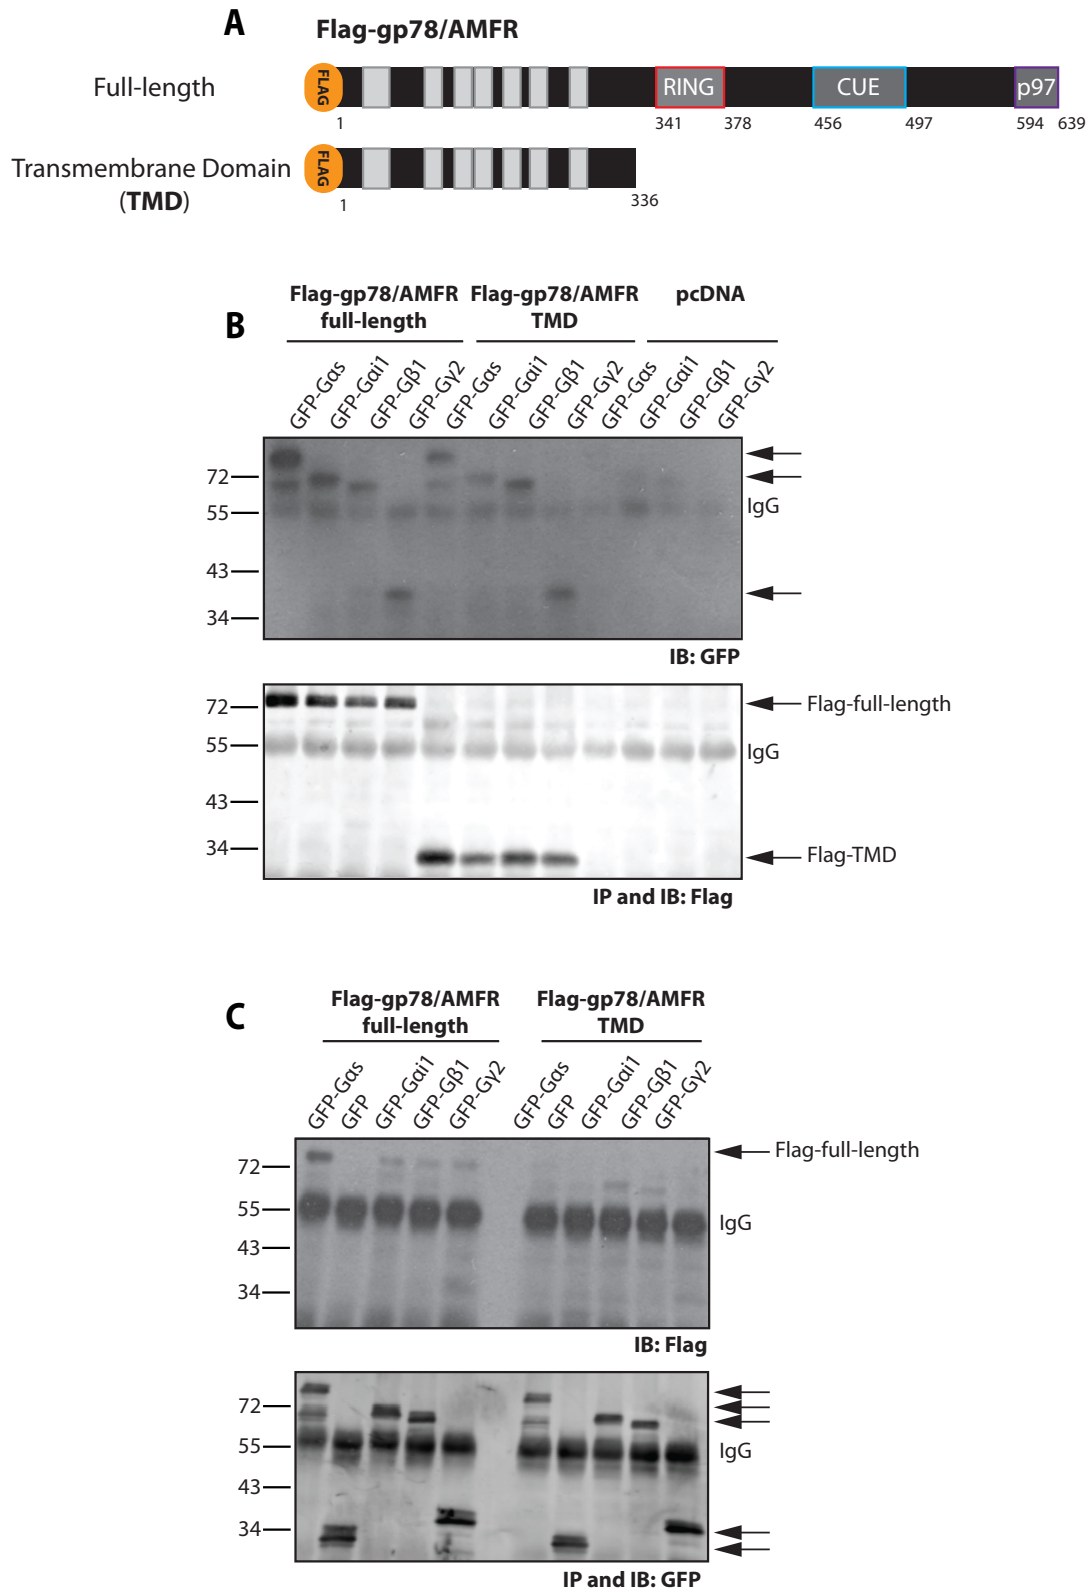 A
Flag-gp78/AMFR
Full-length
FLAG
RING
CUE
p97
1
341
378
456
497
594
639
Transmembrane Domain
(TMD)
FLAG
1
336
B
Flag-gp78/AMFR
full-length
Flag-gp78/AMFR
TMD
pcDNA
GFP-Gαs
GFP-Gαi1
GFP-Gβ1
GFP-Gγ2
GFP-Gαs
GFP-Gαi1
GFP-Gβ1
GFP-Gγ2
GFP-Gαs
GFP-Gαi1
GFP-Gβ1
GFP-Gγ2
72
55
43
34
IgG
IB: GFP
72
55
43
34
Flag-full-length
IgG
Flag-TMD
IP and IB: Flag
C
Flag-gp78/AMFR
full-length
Flag-gp78/AMFR
TMD
GFP-Gαs
GFP
GFP-Gαi1
GFP-Gβ1
GFP-Gγ2
GFP-Gαs
GFP
GFP-Gαi1
GFP-Gβ1
GFP-Gγ2
72
55
43
34
Flag-full-length
IgG
IB: Flag
72
55
43
34
IgG
IP and IB: GFP